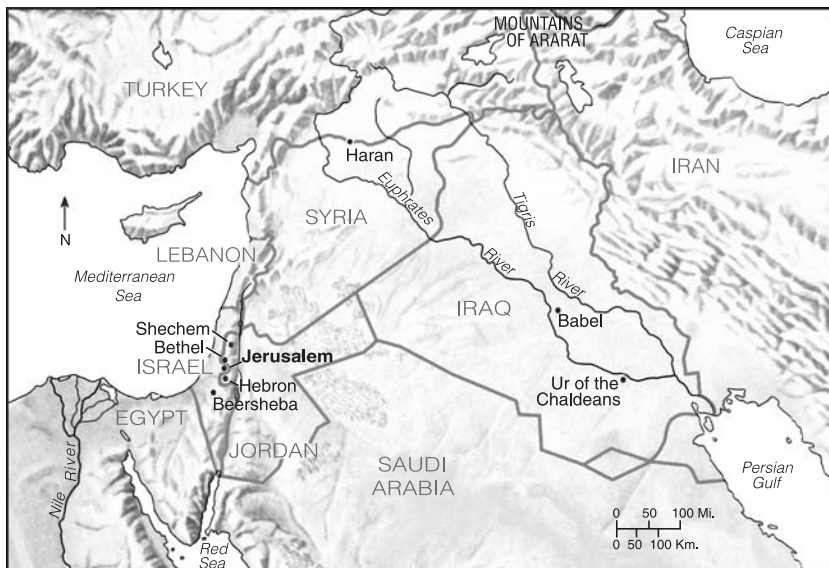 MOUNTAINS
OF ARARAT
Caspian
Sea
TURKEY
Haran
IRAN
Euphrates
River
Tigris
River
SYRIA
N
LEBANON
Mediterranean
Sea
IRAQ
Babel
Shechem
Bethel
Jerusalem
ISRAEL
Hebron
Beersheba
Ur of the
Chaldeans
EGYPT
JORDAN
Nile River
SAUDI
ARABIA
Persian
Gulf
Red
Sea
0 50 100 Mi.
0 50 100 Km.